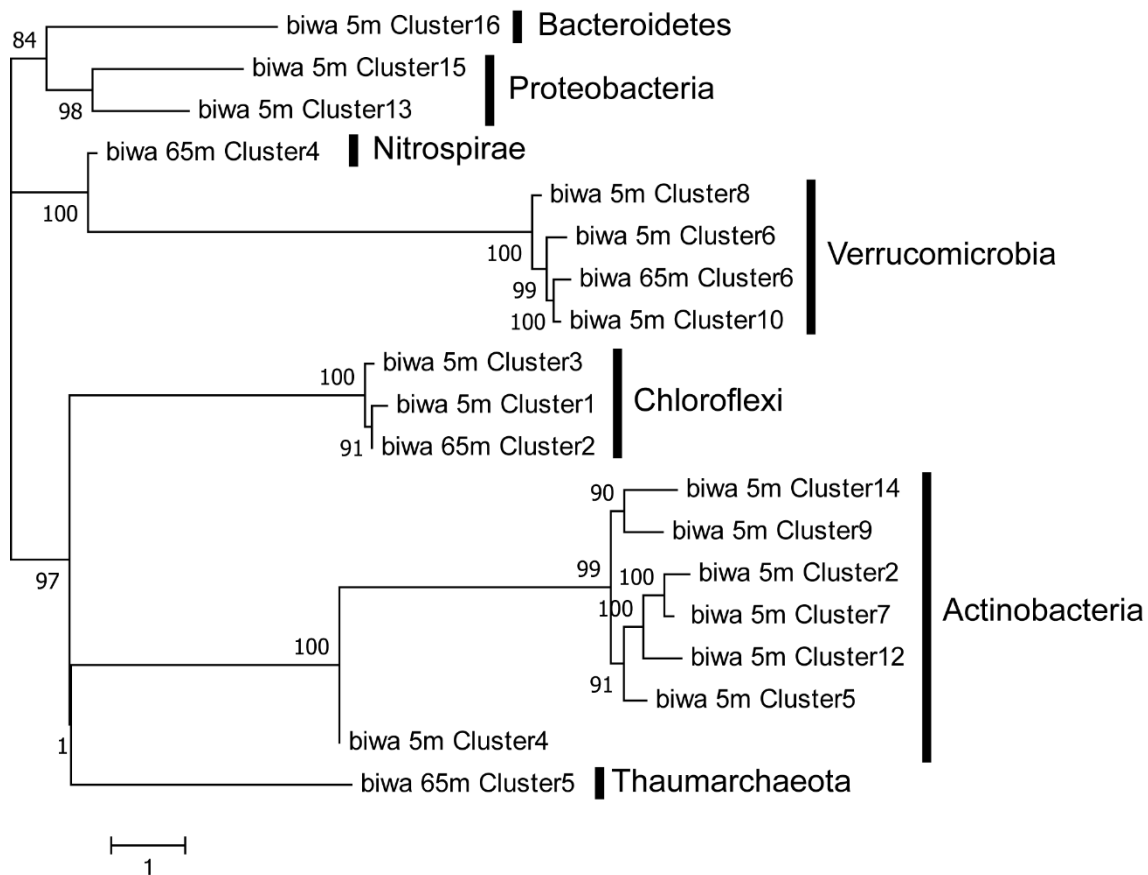 biwa 5m Cluster16
Bacteroidetes
84
biwa 5m Cluster15
Proteobacteria
98
biwa 5m Cluster13
biwa 65m Cluster4
Nitrospirae
100
biwa 5m Cluster8
biwa 5m Cluster6
Verrucomicrobia
100
biwa 65m Cluster6
99
100
biwa 5m Cluster10
biwa 5m Cluster3
100
biwa 5m Cluster1
Chloroflexi
91
biwa 65m Cluster2
biwa 5m Cluster14
90
biwa 5m Cluster9
99
100
biwa 5m Cluster2
97
100
biwa 5m Cluster7
Actinobacteria
100
biwa 5m Cluster12
91
biwa 5m Cluster5
1
biwa 5m Cluster4
biwa 65m Cluster5
Thaumarchaeota
1